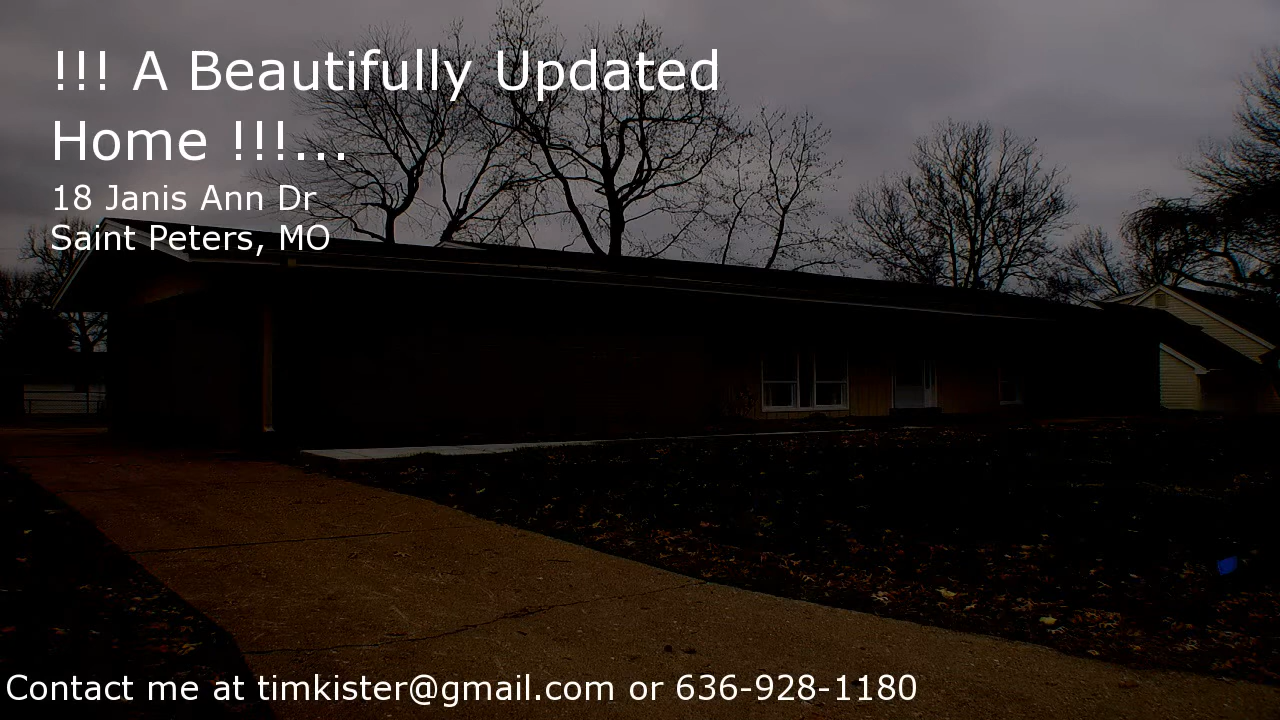 !!! A Beautifully Updated
Home !!!...
18 Janis Ann Dr
Saint Peters, MO
Contact me at timkister@gmail.com or 636-928-1180